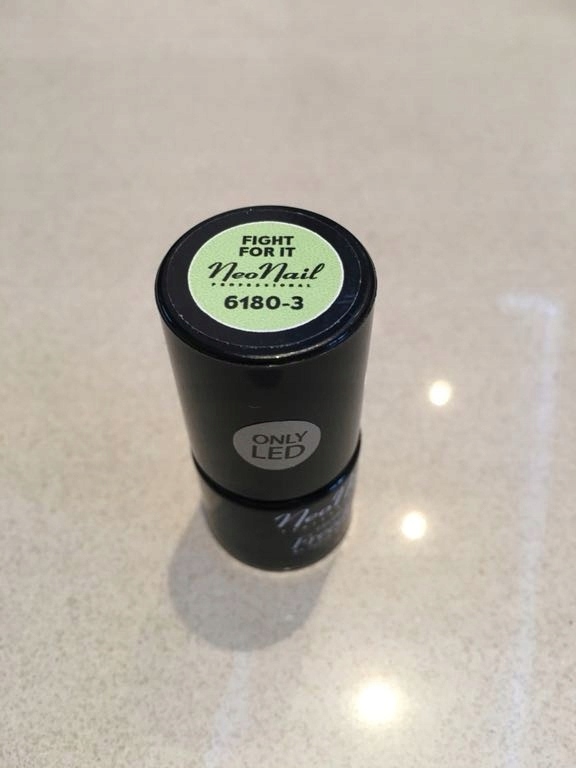 FIGHT
FOR IT
NeoNail
PROFESSIONAL
6180-3
ONLY
LED